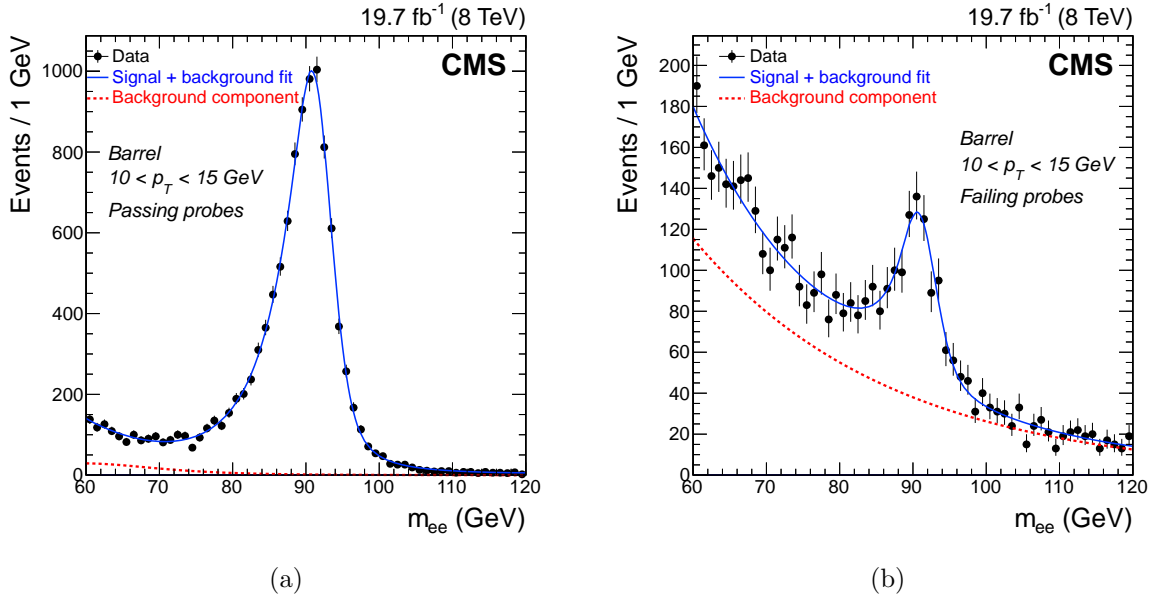 19.7 fb⁻¹ (8 TeV)
Events / 1 GeV
1000
800
600
400
200
0
Data
Signal + background fit
Background component
CMS
Barrel
10 < p_T < 15 GeV
Passing probes
60 70 80 90 100 110 120
m_ee (GeV)
(a)
19.7 fb⁻¹ (8 TeV)
Events / 1 GeV
200
180
160
140
120
100
80
60
40
20
0
Data
Signal + background fit
Background component
CMS
Barrel
10 < p_T < 15 GeV
Failing probes
60 70 80 90 100 110 120
m_ee (GeV)
(b)